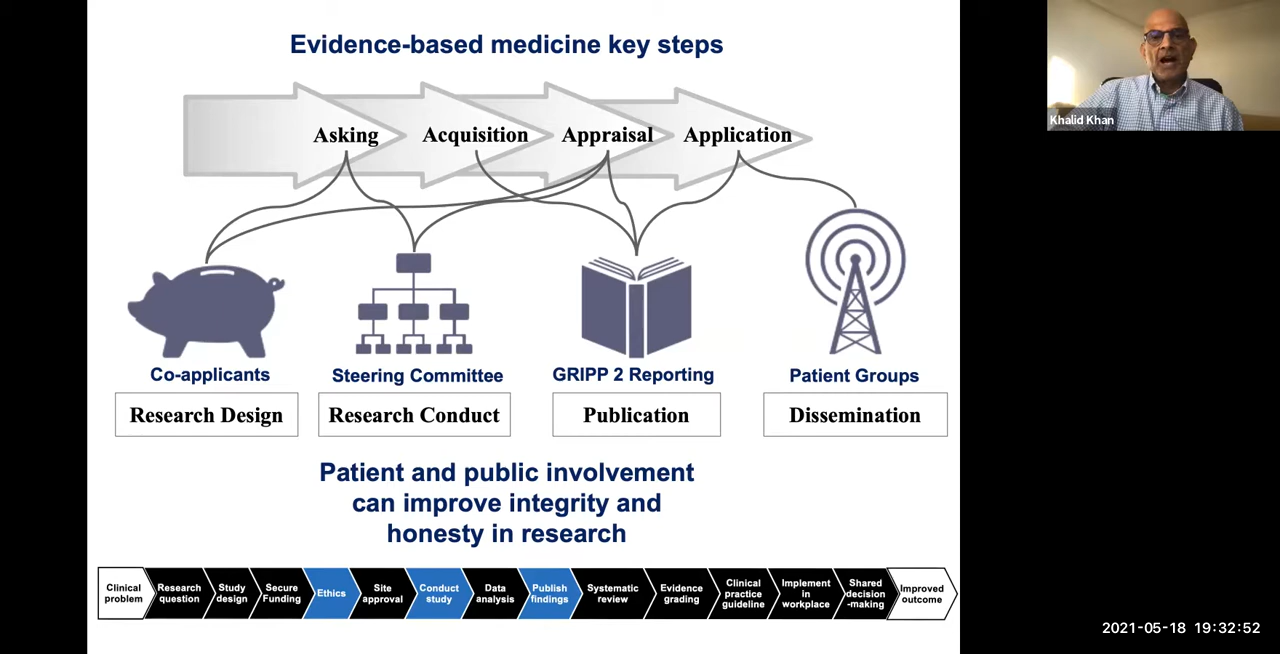 Evidence-based medicine key steps
Khalid Khan
Asking
Acquisition
Appraisal
Application
Co-applicants
Steering Committee
GRIPP 2 Reporting
Patient Groups
Research Design
Research Conduct
Publication
Dissemination
Patient and public involvement
can improve integrity and
honesty in research
Clinical
problem
Research
question
Study
design
Secure
Funding
Ethics
Site
approval
Conduct
study
Data
analysis
Publish
findings
Systematic
review
Evidence
grading
Clinical
practice
guideline
Implement
in
workplace
Shared
decision
-making
Improved
outcome
2021-05-18 19:32:52